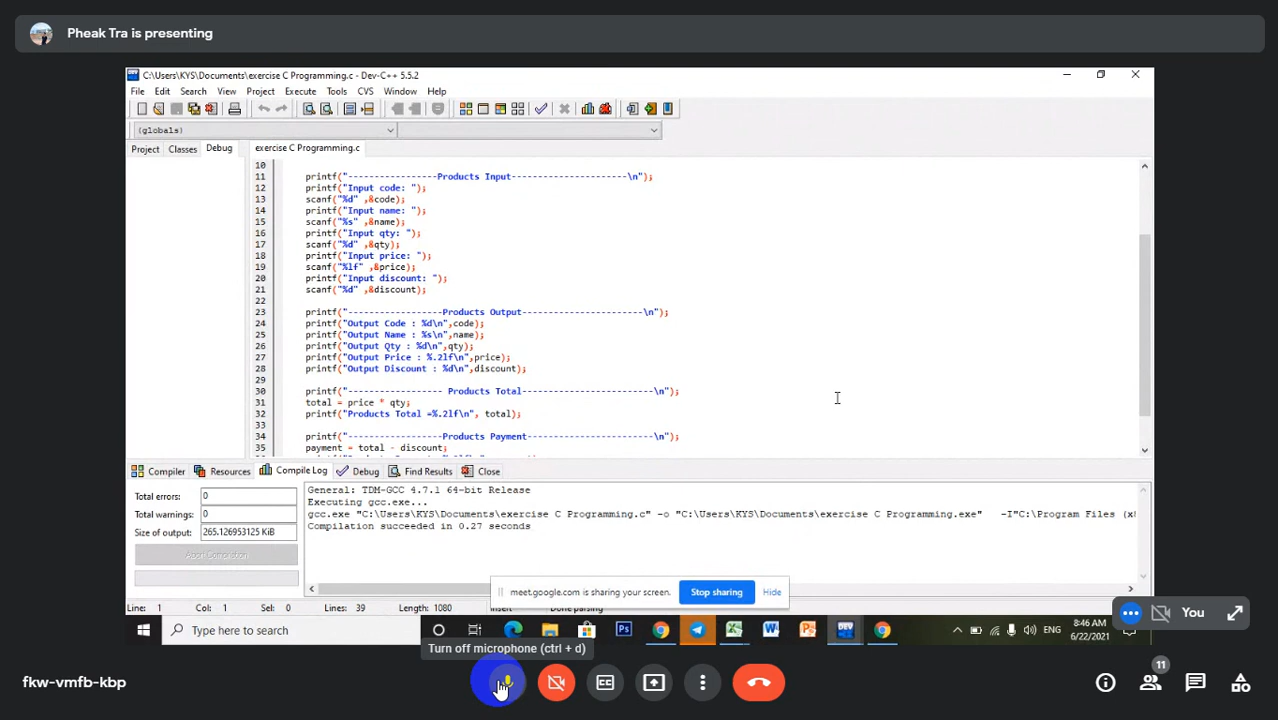 Pheak Tra is presenting
C:\Users\KYS\Documents\exercise C Programming.c - Dev-C++ 5.5.2
File Edit Search View Project Execute Tools CVS Window Help
(globals)
Project Classes Debug exercise C Programming.c
10
11 printf("-----------------Products Input----------------------\n");
12 printf("Input code: ");
13 scanf("%d" ,&code);
14 printf("Input name: ");
15 scanf("%s" ,&name);
16 printf("Input qty: ");
17 scanf("%d" ,&qty);
18 printf("Input price: ");
19 scanf("%lf" ,&price);
20 printf("Input discount: ");
21 scanf("%d" ,&discount);
22
23 printf("------------------Products Output-----------------------\n");
24 printf("Output Code : %d\n",code);
25 printf("Output Name : %s\n",name);
26 printf("Output Qty : %d\n",qty);
27 printf("Output Price : %.2lf\n",price);
28 printf("Output Discount : %d\n",discount);
29
30 printf("------------------ Products Total-------------------------\n");
31 total = price * qty;
32 printf("Products Total =%.2lf\n", total);
33
34 printf("------------------Products Payment------------------------\n");
35 payment = total - discount;
Compiler Resources Compile Log Debug Find Results Close
Total errors: 0
Total warnings: 0
Size of output: 265.126953125 KiB
Abort Compilation
General: TDM-GCC 4.7.1 64-bit Release
Executing gcc.exe...
gcc.exe "C:\Users\KYS\Documents\exercise C Programming.c" -o "C:\Users\KYS\Documents\exercise C Programming.exe" -I"C:\Program Files (x8
Compilation succeeded in 0.27 seconds
meet.google.com is sharing your screen. Stop sharing Hide
Line: 1 Col: 1 Sel: 0 Lines: 39 Length: 1080 Insert Done parsing
You
Type here to search
ENG
8:46 AM
6/22/2021
Turn off microphone (ctrl + d)
fkw-vmfb-kbp
11